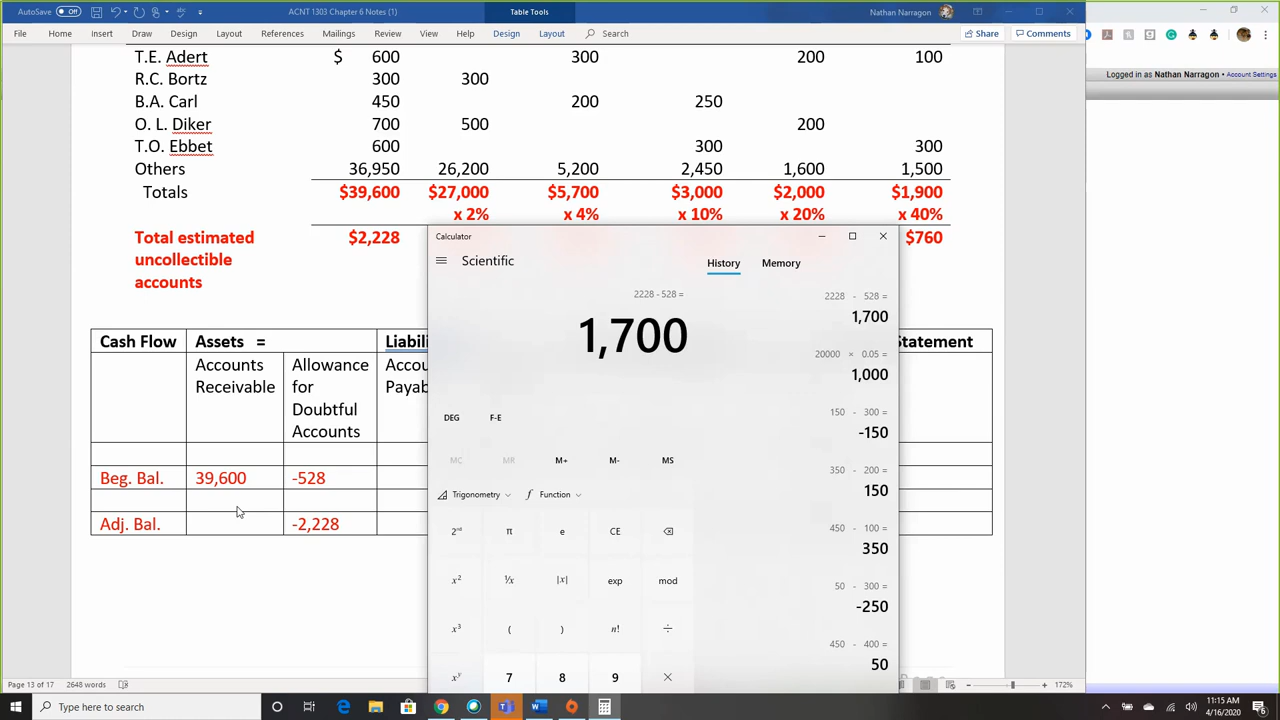 AutoSave Off ACNT 1303 Chapter 6 Notes (1) Table Tools Nathan Narragon
File Home Insert Draw Design Layout References Mailings Review View Help Design Layout Search Share Comments
Logged in as Nathan Narragon • Account Settings
T.E. Adert $ 600 300 200 100
R.C. Bortz 300 300
B.A. Carl 450 200 250
O. L. Diker 700 500 200
T.O. Ebbet 600 300 300
Others 36,950 26,200 5,200 2,450 1,600 1,500
Totals $39,600 $27,000 $5,700 $3,000 $2,000 $1,900
x 2% x 4% x 10% x 20% x 40%
Total estimated $2,228 $760
uncollectible
accounts
Calculator
Scientific
History Memory
2228 - 528 =
1,700
DEG F-E
MC MR M+ M- MS
Trigonometry Function
2nd π e CE
x² ⅟x |x| exp mod
x³ ( ) n! ÷
xʸ 7 8 9 ×
2228 - 528 =
1,700
20000 × 0.05 =
1,000
150 - 300 =
-150
350 - 200 =
150
450 - 100 =
350
50 - 300 =
-250
450 - 400 =
50
Cash Flow Assets = Liabili Statement
Accounts Allowance Accou
Receivable for Payab
Doubtful
Accounts
Beg. Bal. 39,600 -528
Adj. Bal. -2,228
Page 13 of 17 2648 words 172%
Type here to search
11:15 AM
4/16/2020